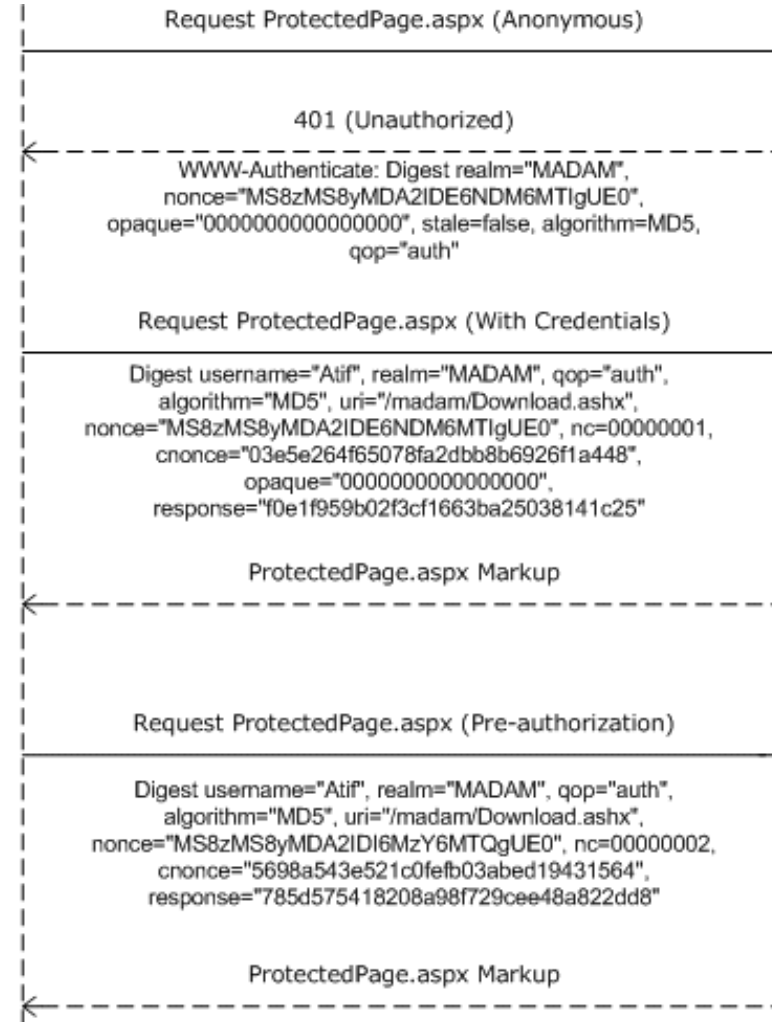 Request ProtectedPage.aspx (Anonymous)
401 (Unauthorized)
WWW-Authenticate: Digest realm="MADAM",
nonce="MS8zMS8yMDA2IDE6NDM6MTIgUE0",
opaque="0000000000000000", stale=false, algorithm=MD5,
qop="auth"
Request ProtectedPage.aspx (With Credentials)
Digest username="Atif", realm="MADAM", qop="auth",
algorithm="MD5", uri="/madam/Download.ashx",
nonce="MS8zMS8yMDA2IDE6NDM6MTIgUE0", nc=00000001,
cnonce="03e5e264f65078fa2dbb8b6926f1a448",
opaque="0000000000000000",
response="f0e1f959b02f3cf1663ba25038141c25"
ProtectedPage.aspx Markup
Request ProtectedPage.aspx (Pre-authorization)
Digest username="Atif", realm="MADAM", qop="auth",
algorithm="MD5", uri="/madam/Download.ashx",
nonce="MS8zMS8yMDA2IDI6MzY6MTQgUE0", nc=00000002,
cnonce="5698a543e521c0fefb03abed19431564",
response="785d575418208a98f729cee48a822dd8"
ProtectedPage.aspx Markup